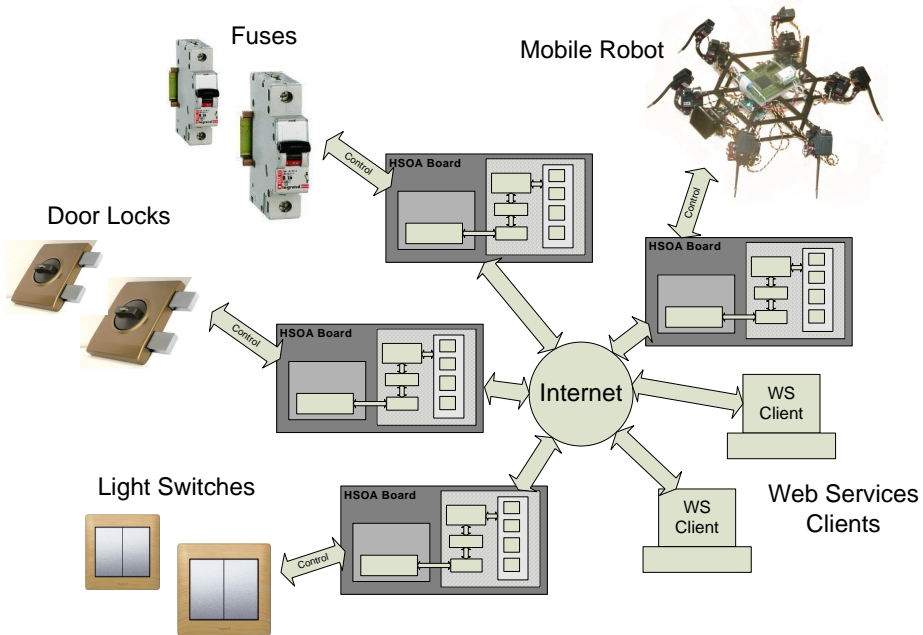 Fuses
Mobile Robot
Control
HSOA Board
Control
Door Locks
HSOA Board
Control
HSOA Board
Internet
WS
Client
Light Switches
HSOA Board
Control
WS
Client
Web Services
Clients
legrand